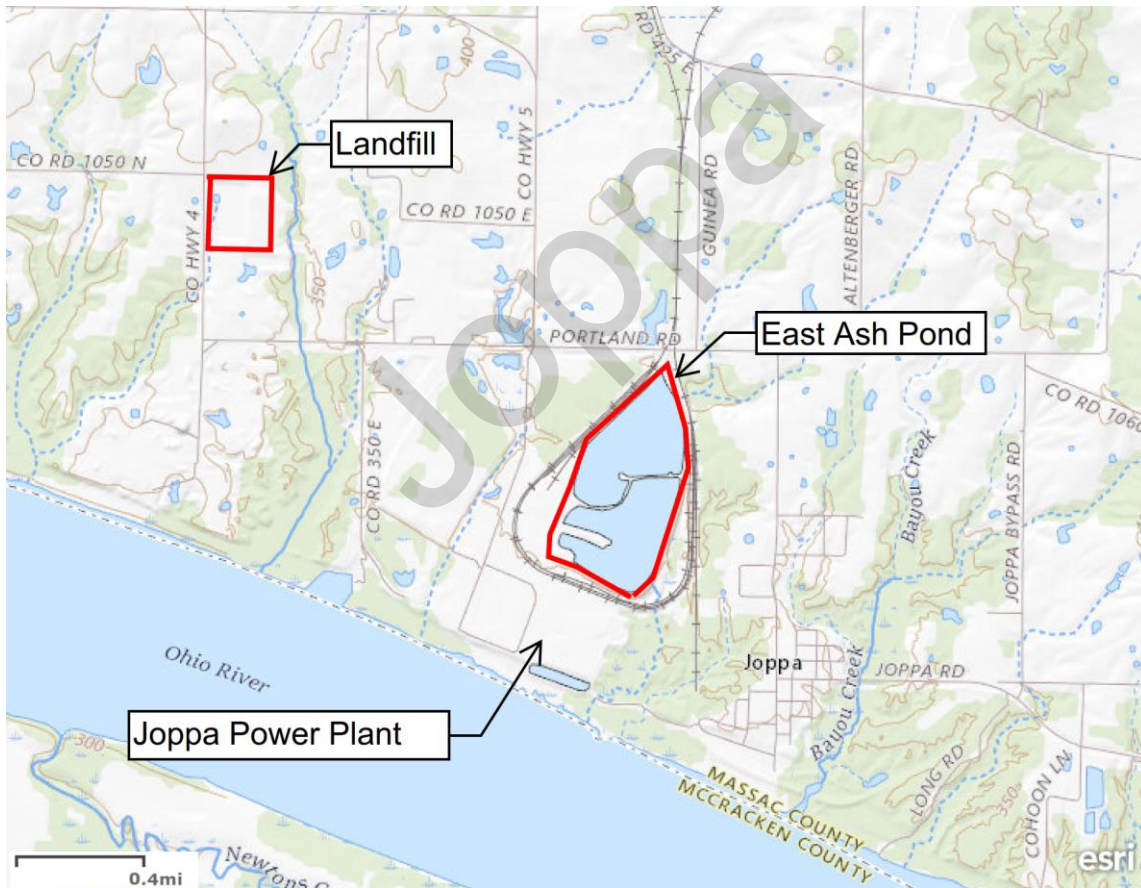 RD 425 E
400
Landfill
CO HWY 5
CO RD 1050 N
Joppa
GUINEA RD
ALTENBERGER RD
CO RD 1050 E
CO HWY 4
350
PORTLAND RD
East Ash Pond
CO RD 1060
CO RD 350 E
Bayou Creek
JOPPA BYPASS RD
Ohio River
Joppa
JOPPA RD
Bayou Creek
Joppa Power Plant
300
MASSAC COUNTY
MCCRACKEN COUNTY
LONG RD
350
COHOON LN
Newtons C
0.4mi
esri